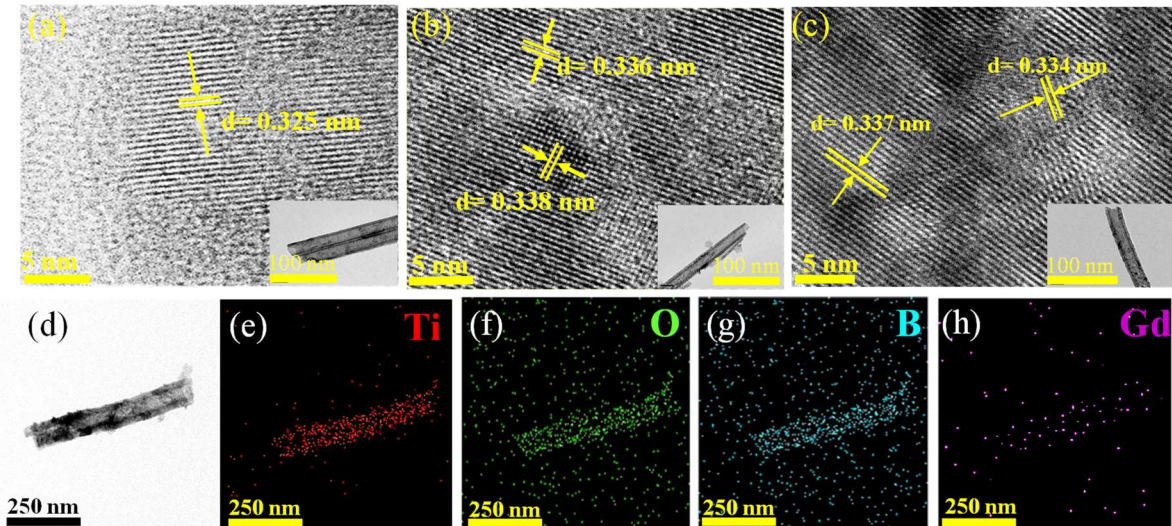 (a)
d= 0.325 nm
5 nm
100 nm
(b)
d= 0.336 nm
d= 0.338 nm
5 nm
100 nm
(c)
d= 0.334 nm
d= 0.337 nm
5 nm
100 nm
(d)
250 nm
(e)
Ti
250 nm
(f)
O
250 nm
(g)
B
250 nm
(h)
Gd
250 nm